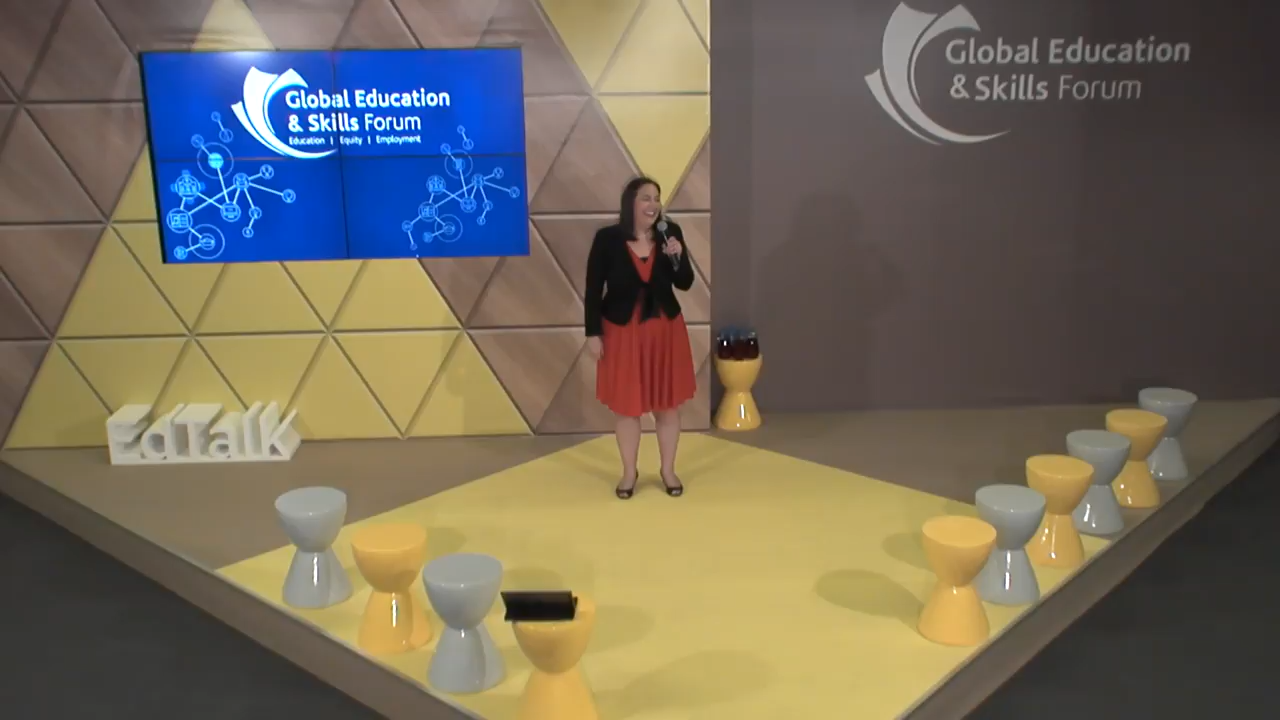 Global Education
& Skills Forum
Education | Equity | Employment
Global Education
& Skills Forum
EdTalk